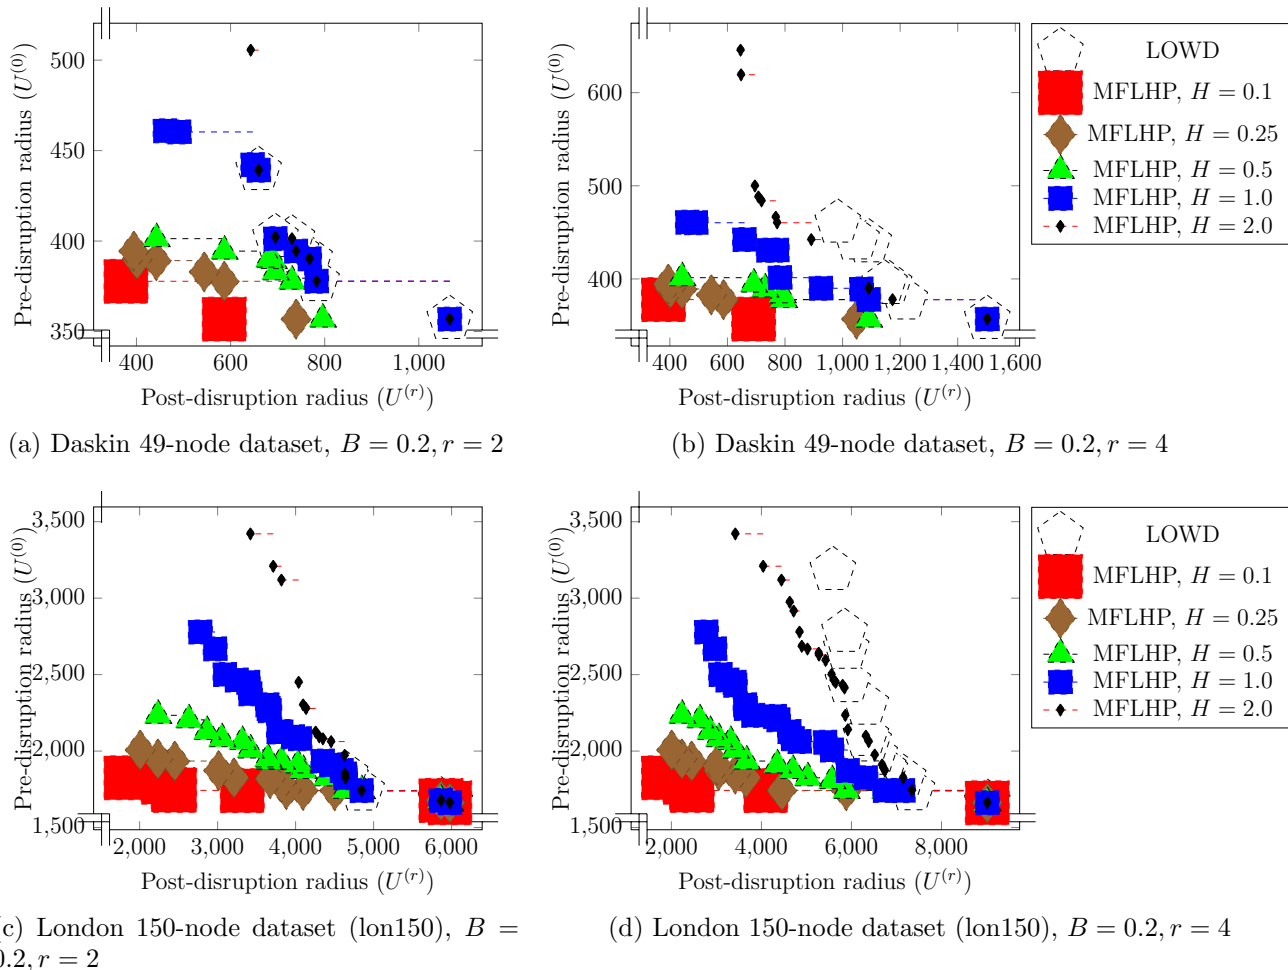 500
450
400
350
400
600
800
1,000
Pre-disruption radius (U^(0))
Post-disruption radius (U^(r))
(a) Daskin 49-node dataset, B = 0.2, r = 2
600
500
400
400
600
800
1,000
1,200
1,400
1,600
Pre-disruption radius (U^(0))
Post-disruption radius (U^(r))
(b) Daskin 49-node dataset, B = 0.2, r = 4
LOWD
MFLHP, H = 0.1
MFLHP, H = 0.25
MFLHP, H = 0.5
MFLHP, H = 1.0
MFLHP, H = 2.0
3,500
3,000
2,500
2,000
1,500
2,000
3,000
4,000
5,000
6,000
Pre-disruption radius (U^(0))
Post-disruption radius (U^(r))
(c) London 150-node dataset (lon150), B =
0.2, r = 2
3,500
3,000
2,500
2,000
1,500
2,000
4,000
6,000
8,000
Pre-disruption radius (U^(0))
Post-disruption radius (U^(r))
(d) London 150-node dataset (lon150), B = 0.2, r = 4
LOWD
MFLHP, H = 0.1
MFLHP, H = 0.25
MFLHP, H = 0.5
MFLHP, H = 1.0
MFLHP, H = 2.0